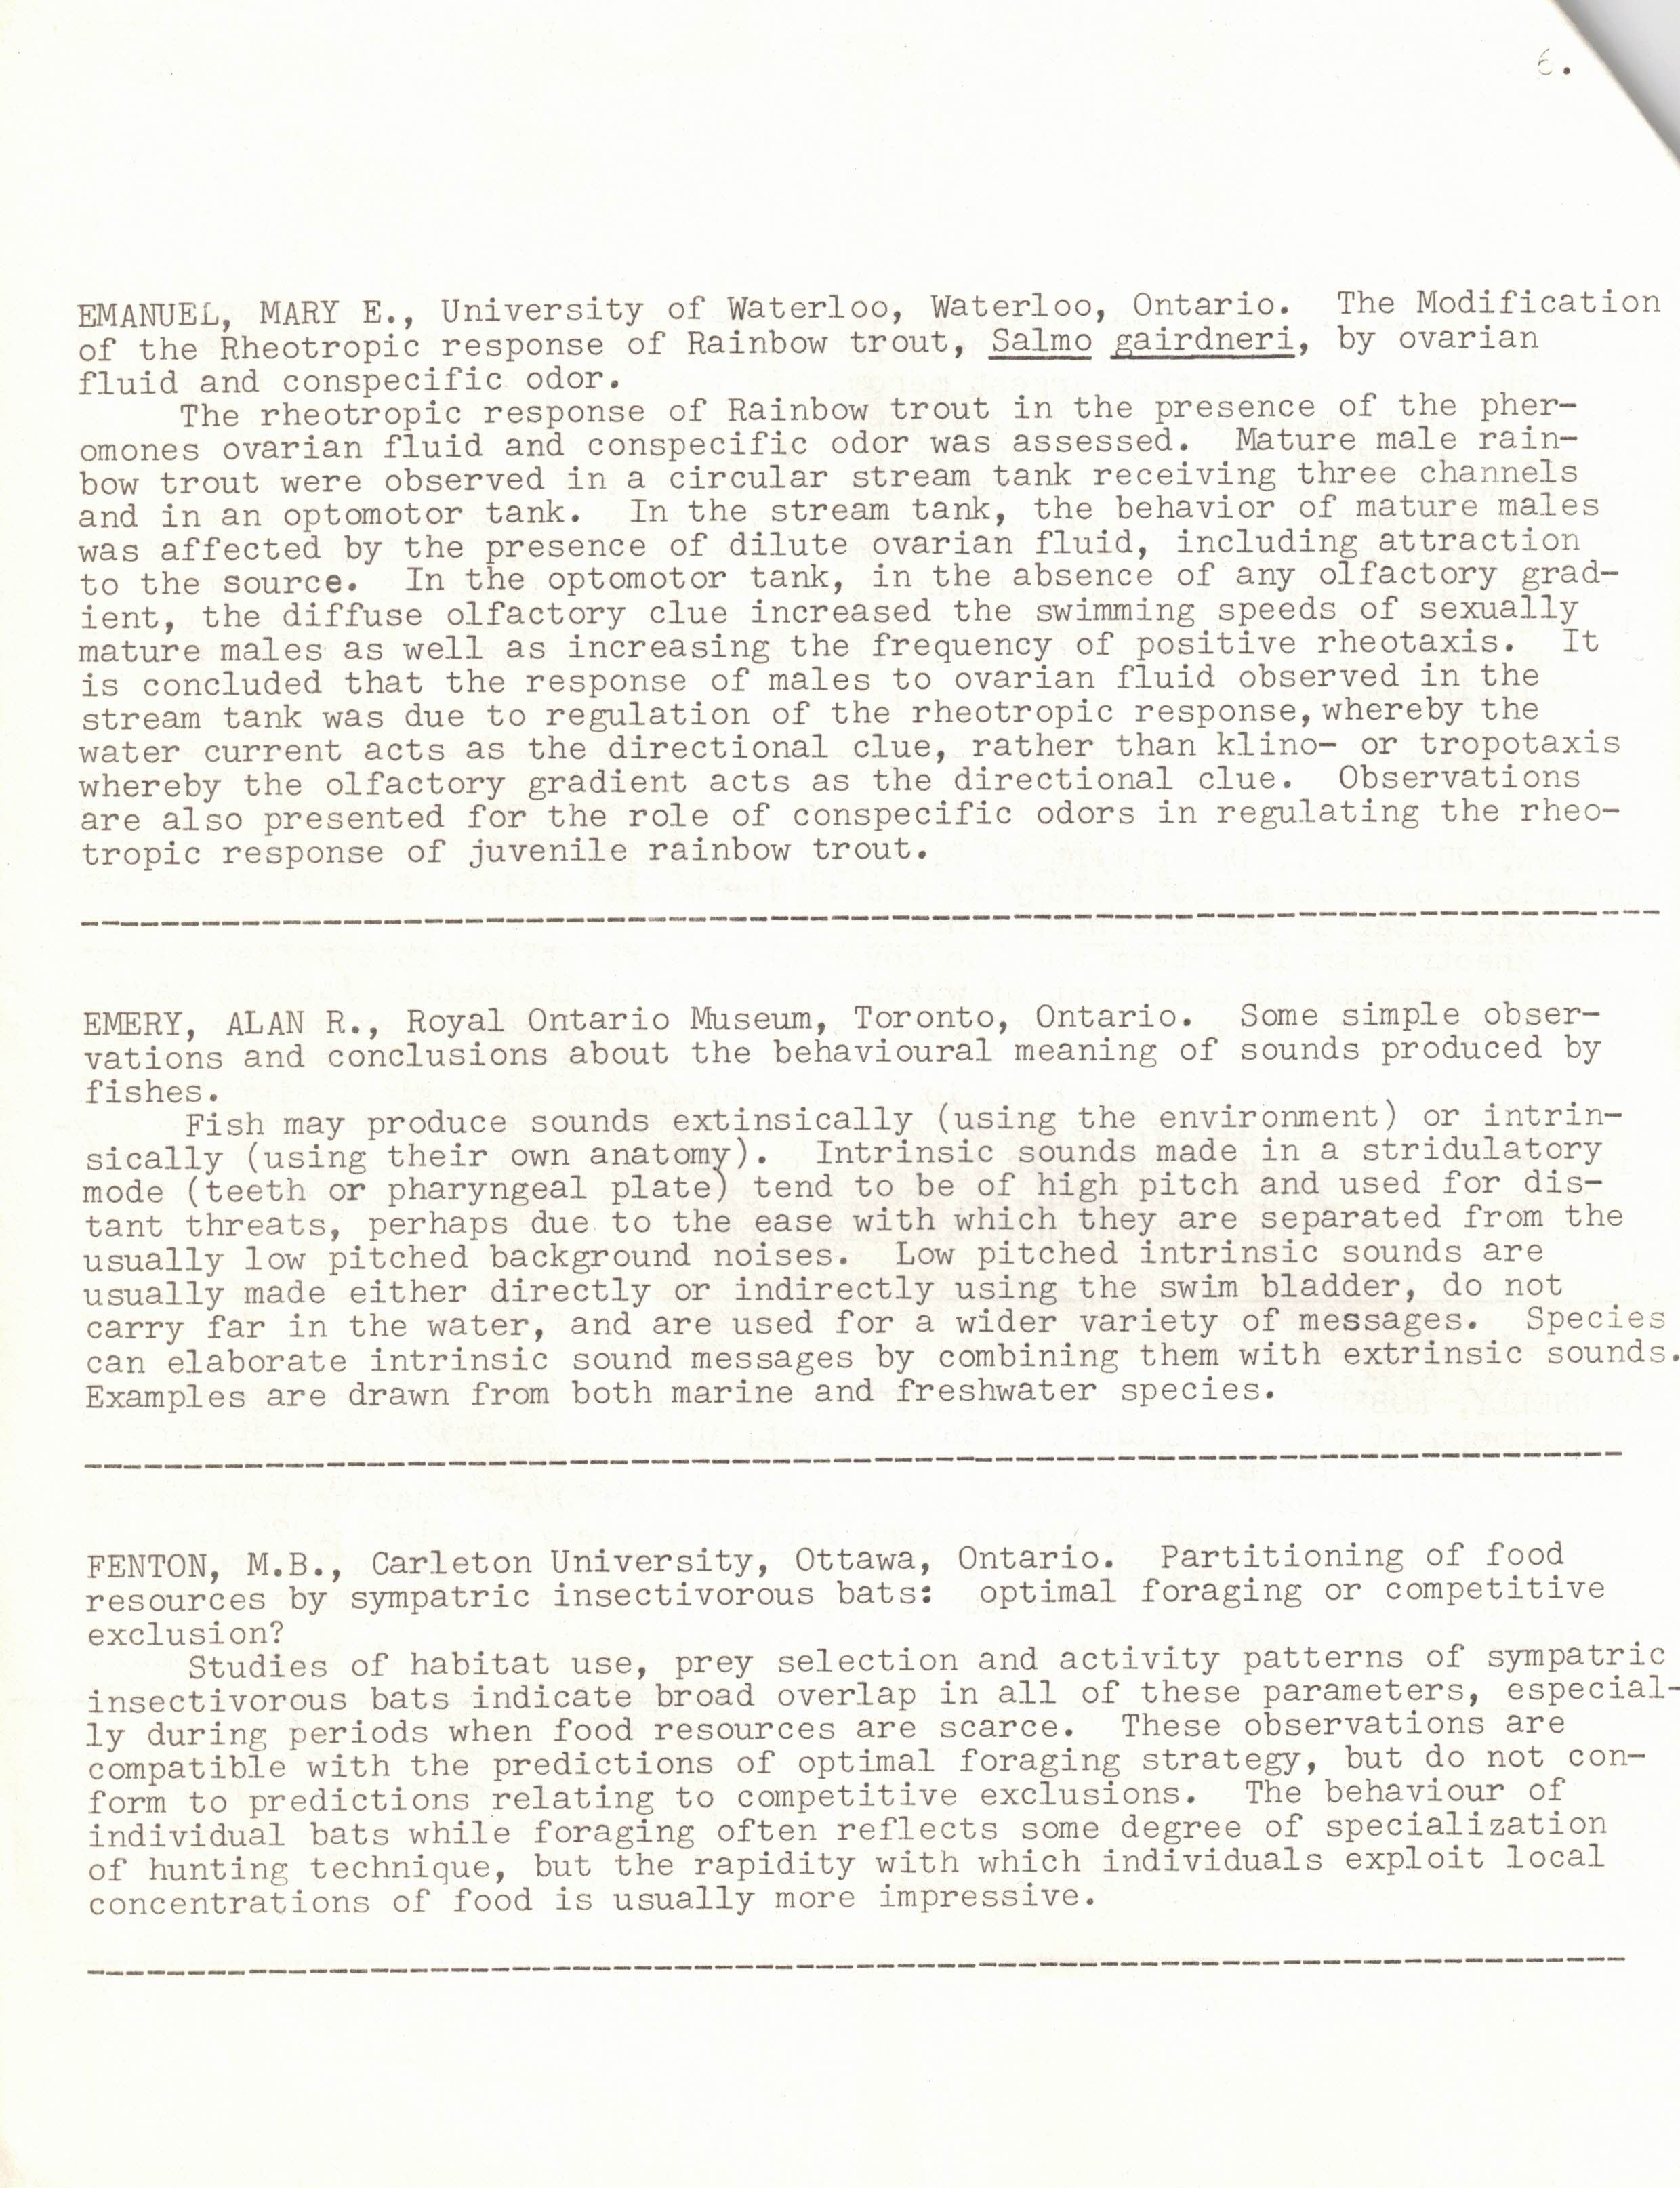 6.
EMANUEL, MARY E., University of Waterloo, Waterloo, Ontario.  The Modification
of the Rheotropic response of Rainbow trout, Salmo gairdneri, by ovarian
fluid and conspecific odor.
The rheotropic response of Rainbow trout in the presence of the pher-
omones ovarian fluid and conspecific odor was assessed.  Mature male rain-
bow trout were observed in a circular stream tank receiving three channels
and in an optomotor tank.  In the stream tank, the behavior of mature males
was affected by the presence of dilute ovarian fluid, including attraction
to the source.  In the optomotor tank, in the absence of any olfactory grad-
ient, the diffuse olfactory clue increased the swimming speeds of sexually
mature males as well as increasing the frequency of positive rheotaxis.  It
is concluded that the response of males to ovarian fluid observed in the
stream tank was due to regulation of the rheotropic response, whereby the
water current acts as the directional clue, rather than klino- or tropotaxis
whereby the olfactory gradient acts as the directional clue.  Observations
are also presented for the role of conspecific odors in regulating the rheo-
tropic response of juvenile rainbow trout.
EMERY, ALAN R., Royal Ontario Museum, Toronto, Ontario.  Some simple obser-
vations and conclusions about the behavioural meaning of sounds produced by
fishes.
Fish may produce sounds extinsically (using the environment) or intrin-
sically (using their own anatomy).  Intrinsic sounds made in a stridulatory
mode (teeth or pharyngeal plate) tend to be of high pitch and used for dis-
tant threats, perhaps due to the ease with which they are separated from the
usually low pitched background noises.  Low pitched intrinsic sounds are
usually made either directly or indirectly using the swim bladder, do not
carry far in the water, and are used for a wider variety of messages.  Species
can elaborate intrinsic sound messages by combining them with extrinsic sounds.
Examples are drawn from both marine and freshwater species.
FENTON, M.B., Carleton University, Ottawa, Ontario.  Partitioning of food
resources by sympatric insectivorous bats:  optimal foraging or competitive
exclusion?
Studies of habitat use, prey selection and activity patterns of sympatric
insectivorous bats indicate broad overlap in all of these parameters, especial-
ly during periods when food resources are scarce.  These observations are
compatible with the predictions of optimal foraging strategy, but do not con-
form to predictions relating to competitive exclusions.  The behaviour of
individual bats while foraging often reflects some degree of specialization
of hunting technique, but the rapidity with which individuals exploit local
concentrations of food is usually more impressive.